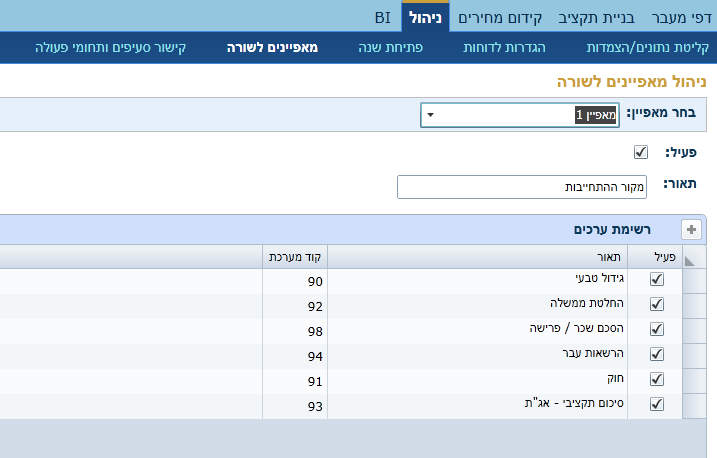 דפי מעבר בניית תקציב קידום מחירים ניהול BI
קליטת נתונים/הצמדות הגדרות לדוחות פתיחת שנה מאפיינים לשורה קישור סעיפים ותחומי פעולה
ניהול מאפיינים לשורה
בחר מאפיין: מאפיין 1
פעיל:
תאור: מקור ההתחייבות
רשימת ערכים
פעיל תאור קוד מערכת
גידול טבעי 90
החלטת ממשלה 92
הסכם שכר / פרישה 98
הרשאות עבר 94
חוק 91
סיכום תקציבי - אג"ת 93